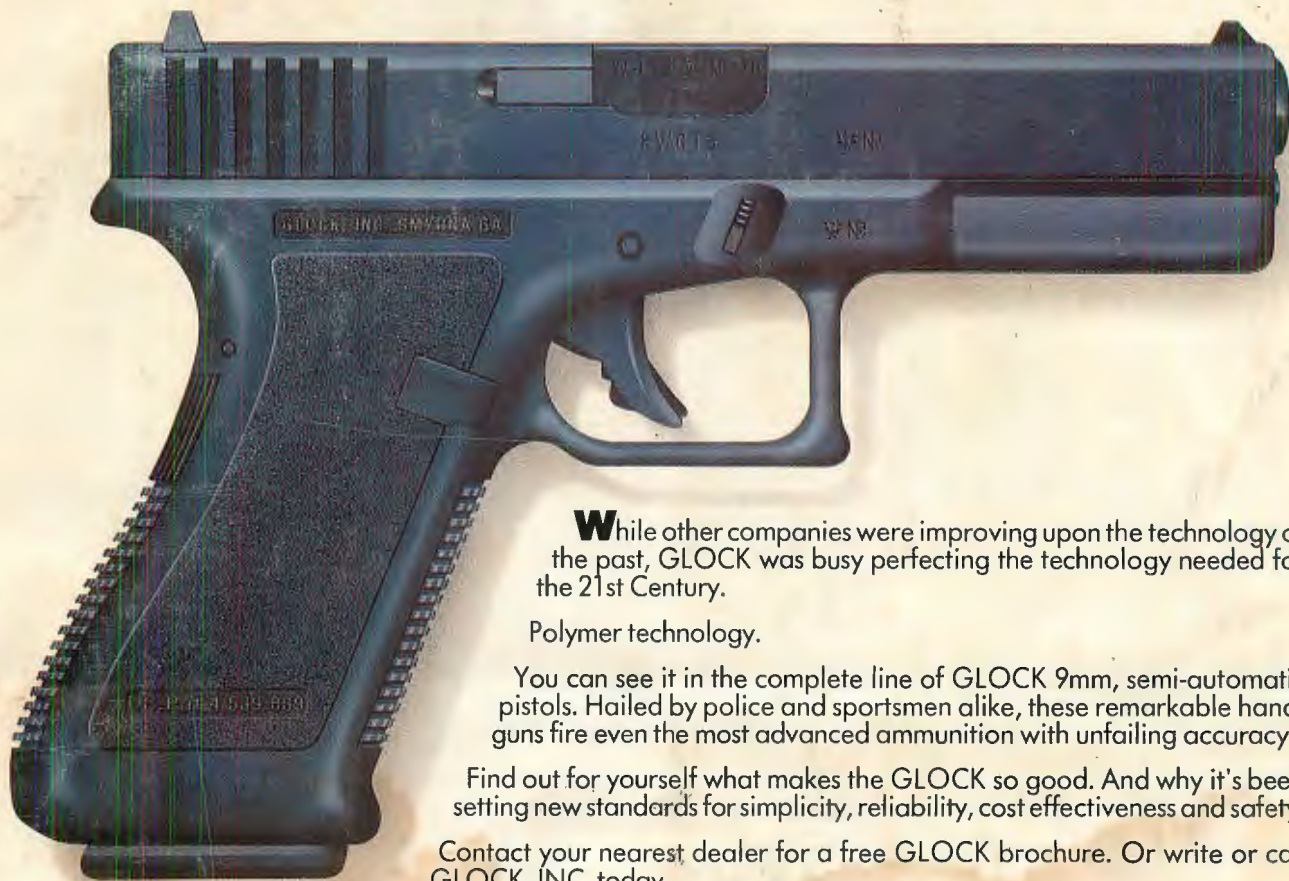 GLOCK, INC. SMYRNA, GA.
While other companies were improving upon the technology
the past, GLOCK was busy perfecting the technology needed
the 21st Century.
Polymer technology.
You can see it in the complete line of GLOCK 9mm, semi-automati
pistols. Hailed by police and sportsmen alike, these remarkable hand
guns fire even the most advanced ammunition with unfailing accuracy
Find out for yourself what makes the GLOCK so good. And why it's bee
setting new standards for simplicity, reliability, cost effectiveness and safety
Contact your nearest dealer for a free GLOCK brochure. Or write or
GLOCK, INC. today.